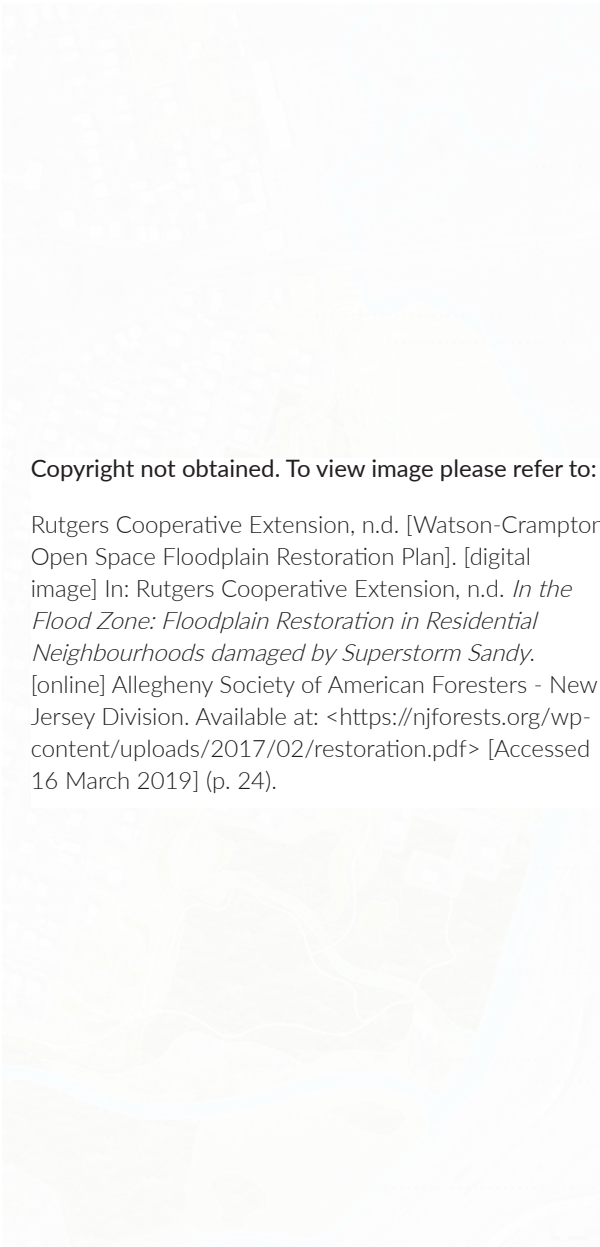 Copyright not obtained. To view image please refer to:
Rutgers Cooperative Extension, n.d. [Watson-Crampton
Open Space Floodplain Restoration Plan]. [digital
image] In: Rutgers Cooperative Extension, n.d. In the
Flood Zone: Floodplain Restoration in Residential
Neighbourhoods damaged by Superstorm Sandy.
[online] Allegheny Society of American Foresters - New
Jersey Division. Available at: <https://njforests.org/wp-
content/uploads/2017/02/restoration.pdf> [Accessed
16 March 2019] (p. 24).